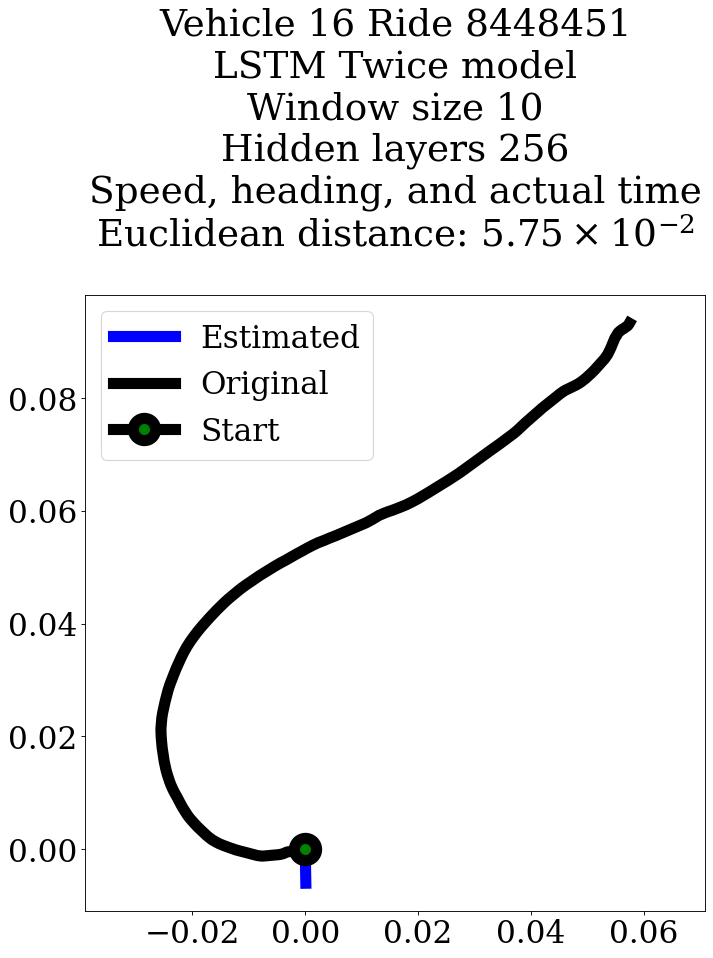 Vehicle 16 Ride 8448451
LSTM Twice model
Window size 10
Hidden layers 256
Speed, heading, and actual time
Euclidean distance: 5.75 × 10⁻²
Estimated
Original
Start
0.08
0.06
0.04
0.02
0.00
−0.02 0.00 0.02 0.04 0.06